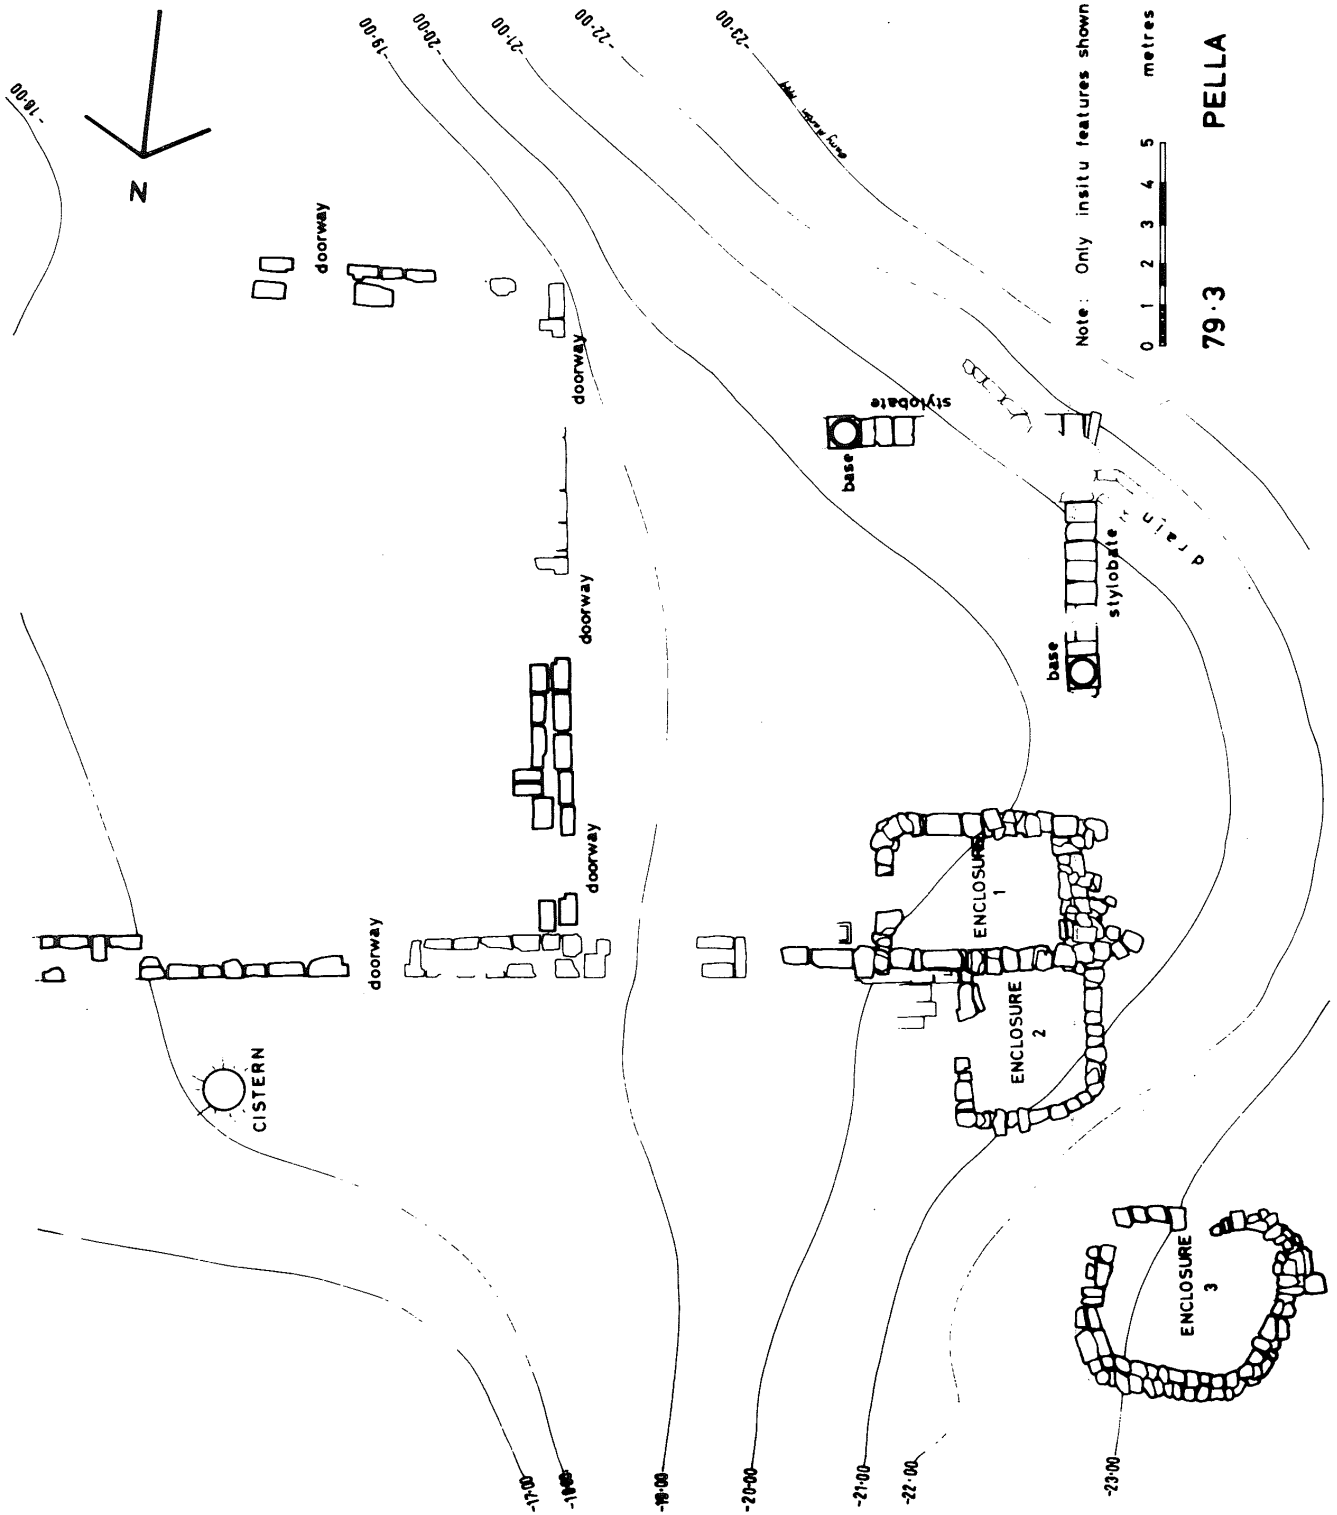 -18·00
N
-19·00
-20·00
-21·00
-22·00
-23·00
doorway
doorway
doorway
doorway
doorway
CISTERN
base
stylobate
base
stylobate
drain
ENCLOSURE
1
ENCLOSURE
2
ENCLOSURE
3
-17·00
-19·00
-20·00
-21·00
-22·00
-23·00
Note: Only insitu features shown
0 1 2 3 4 5 metres
79·3 PELLA